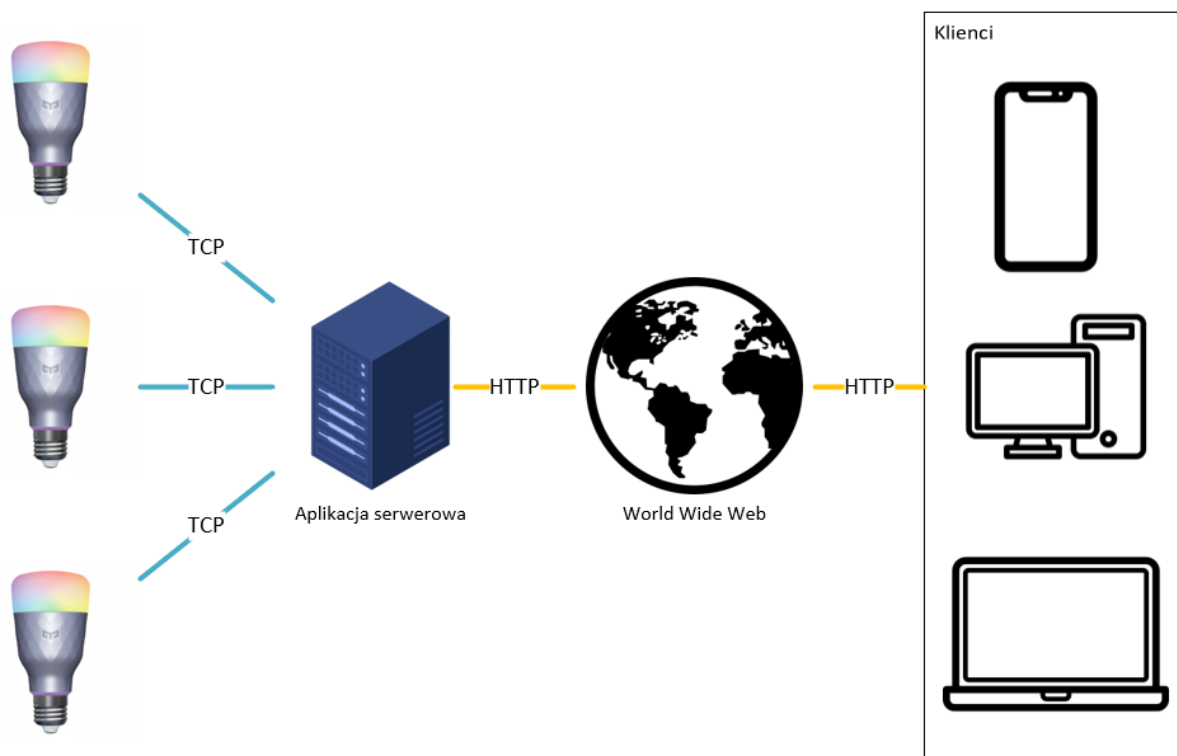 Klienci
TCP
TCP
HTTP
HTTP
TCP
Aplikacja serwerowa
World Wide Web